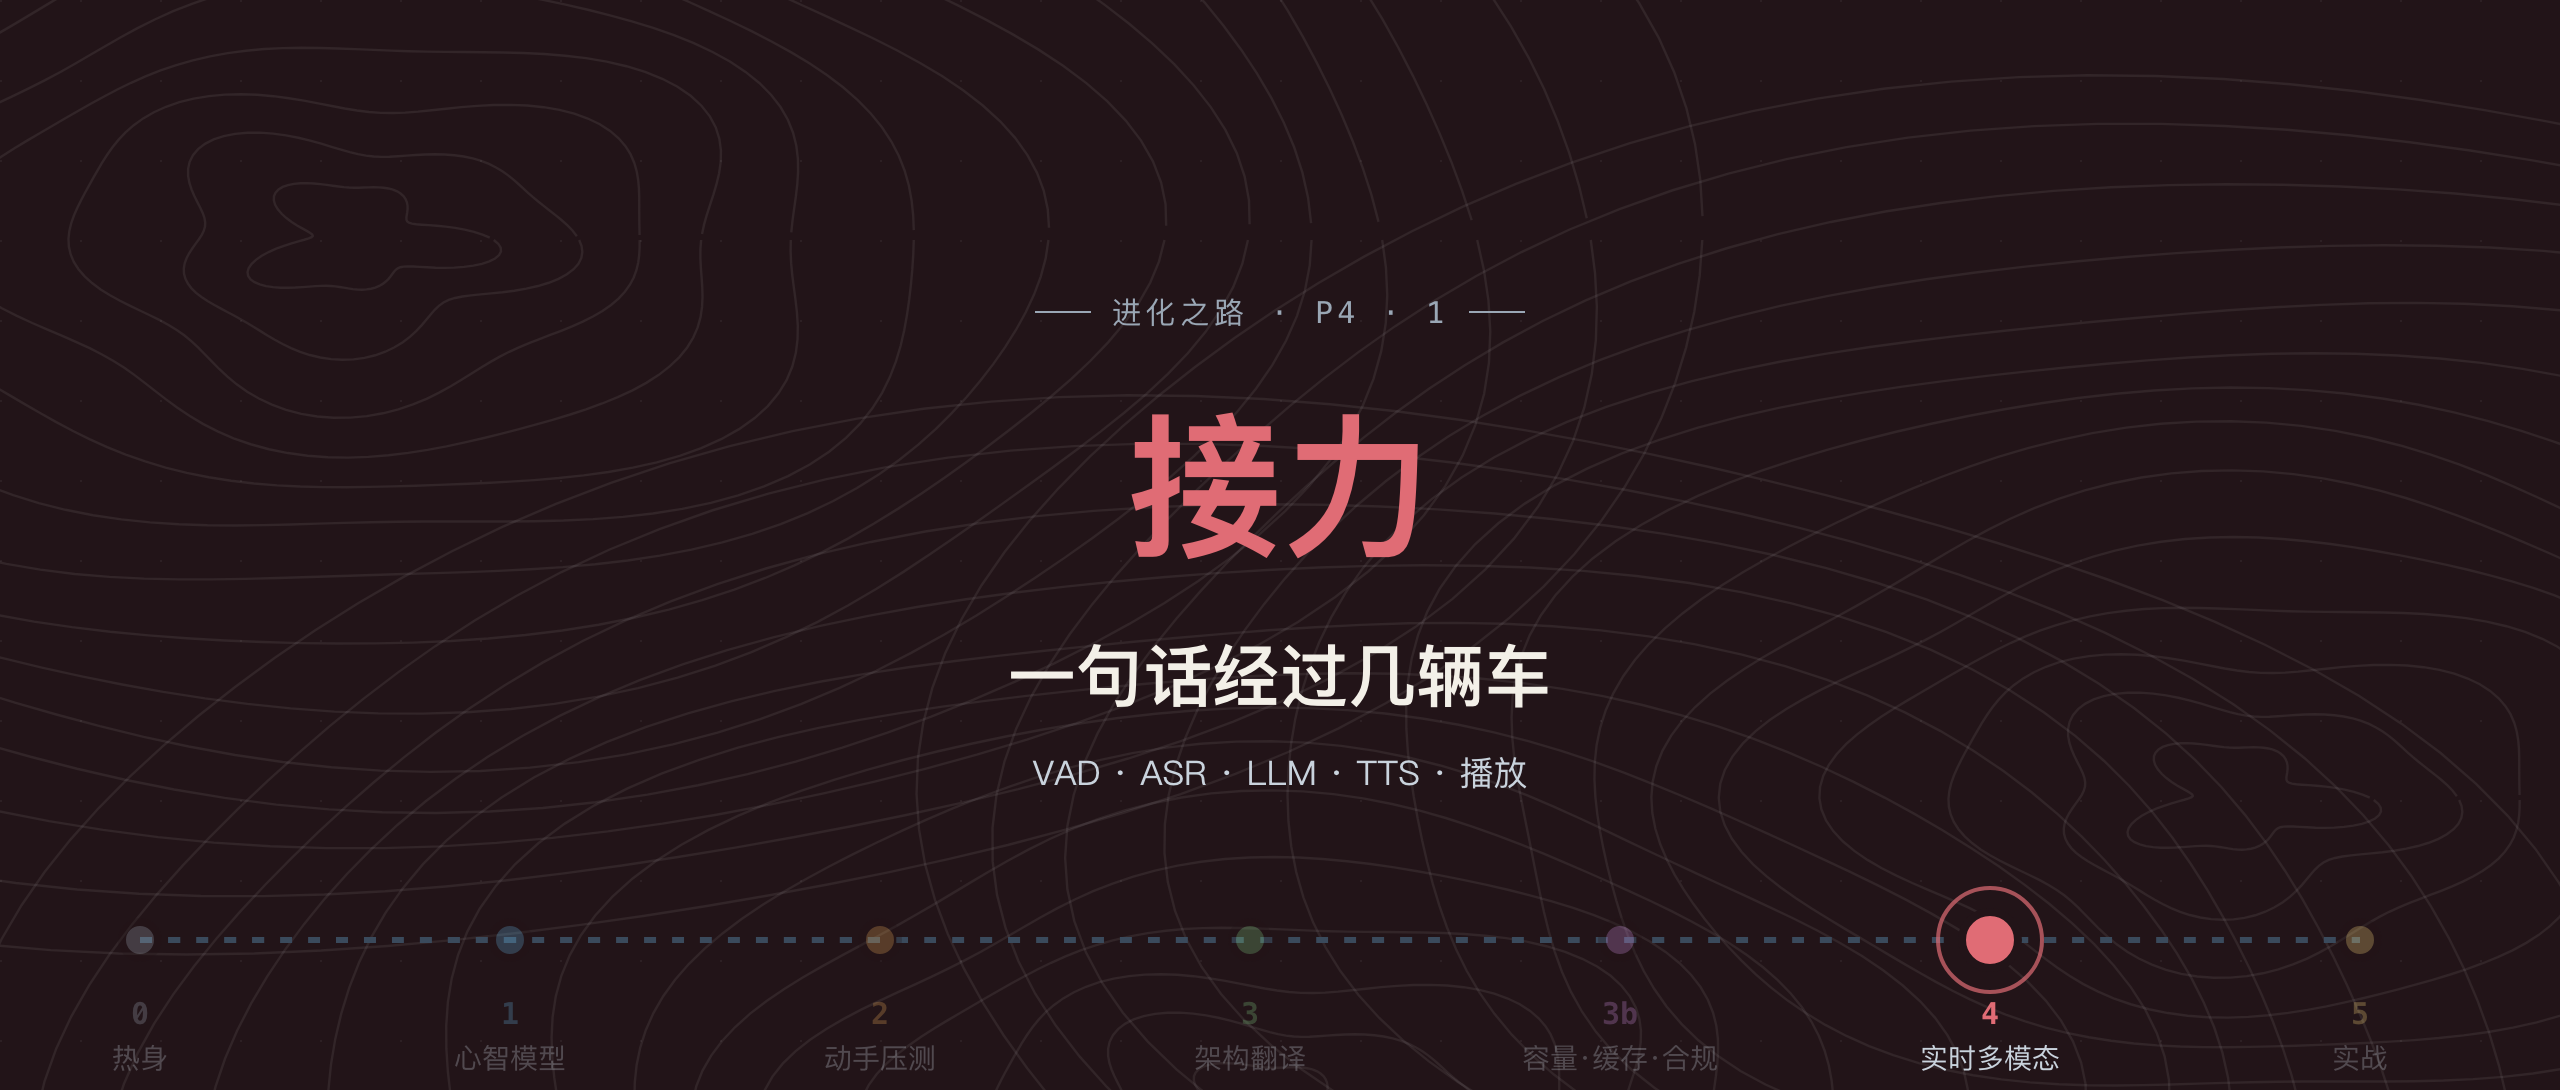 进化之路 · P4 · 1
接力
一句话经过几辆车
VAD · ASR · LLM · TTS · 播放
0 1 2 3 3b 4 5
热身 心智模型 动手压测 架构翻译 容量·缓存·合规 实时多模态 实战